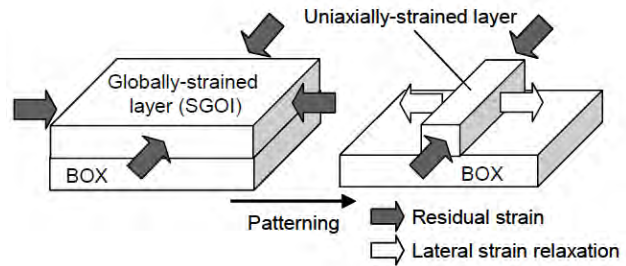 Uniaxially-strained layer
Globally-strained
layer (SGOI)
BOX
BOX
Patterning
Residual strain
Lateral strain relaxation